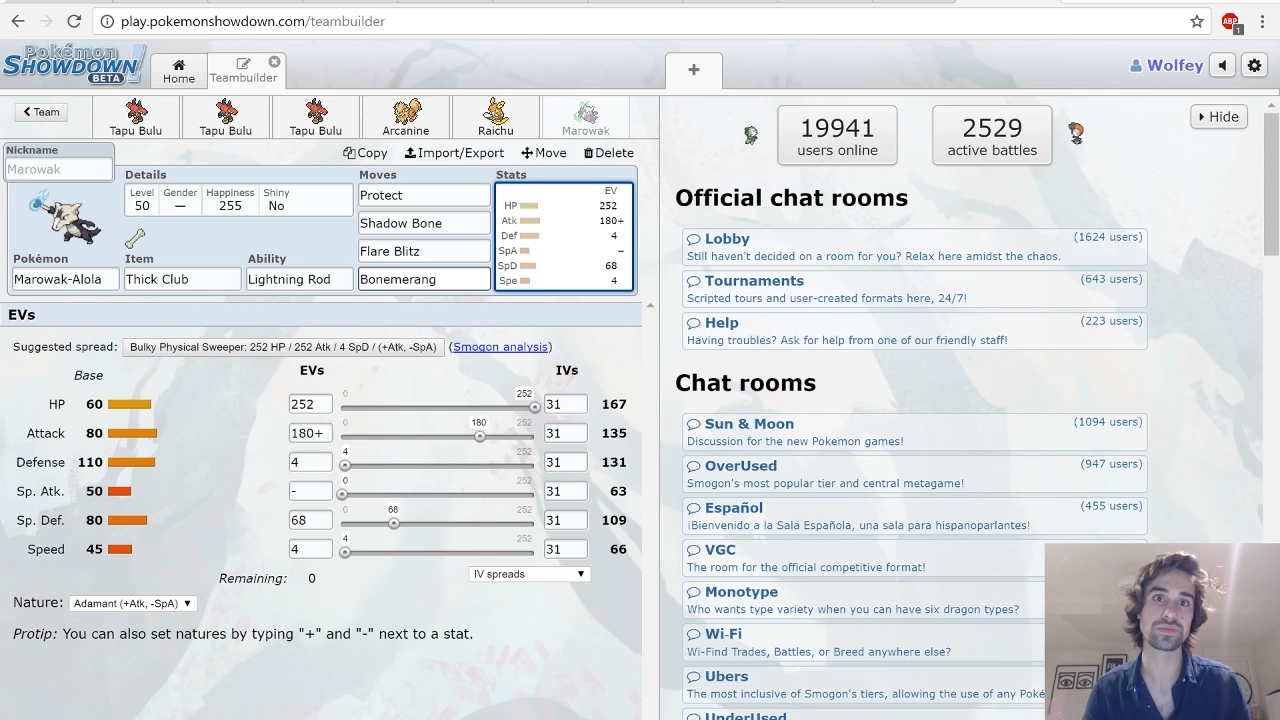 play.pokemonshowdown.com/teambuilder
ABP
1
Pokémon
SHOWDOWN!
BETA
Home
Teambuilder
+
Wolfey
< Team
Tapu Bulu
Tapu Bulu
Tapu Bulu
Arcanine
Raichu
Marowak
Copy Import/Export Move Delete
Nickname
Marowak
Details
Level Gender Happiness Shiny
50 — 255 No
Pokémon
Marowak-Alola
Item
Thick Club
Ability
Lightning Rod
Moves
Protect
Shadow Bone
Flare Blitz
Bonemerang
Stats
EV
HP 252
Atk 180+
Def 4
SpA –
SpD 68
Spe 4
EVs
Suggested spread: Bulky Physical Sweeper: 252 HP / 252 Atk / 4 SpD / (+Atk, -SpA) (Smogon analysis)
Base EVs IVs
HP 60 252 0 252 252 31 167
Attack 80 180+ 0 180 252 31 135
Defense 110 4 4 252 31 131
Sp. Atk. 50 - 0 252 31 63
Sp. Def. 80 68 0 68 252 31 109
Speed 45 4 4 252 31 66
Remaining: 0
IV spreads
Nature: Adamant (+Atk, -SpA)
Protip: You can also set natures by typing "+" and "-" next to a stat.
19941
users online
2529
active battles
Hide
Official chat rooms
Lobby (1624 users)
Still haven't decided on a room for you? Relax here amidst the chaos.
Tournaments (643 users)
Scripted tours and user-created formats here, 24/7!
Help (223 users)
Having troubles? Ask for help from one of our friendly staff!
Chat rooms
Sun & Moon (1094 users)
Discussion for the new Pokemon games!
OverUsed (947 users)
Smogon's most popular tier and central metagame!
Español (455 users)
¡Bienvenido a la Sala Española, una sala para hispanoparlantes!
VGC
The room for the official competitive format!
Monotype
Who wants type variety when you can have six dragon types?
Wi-Fi
Wi-Find Trades, Battles, or Breed anywhere else?
Ubers
The most inclusive of Smogon's tiers, allowing the use of any Poké
UnderUsed